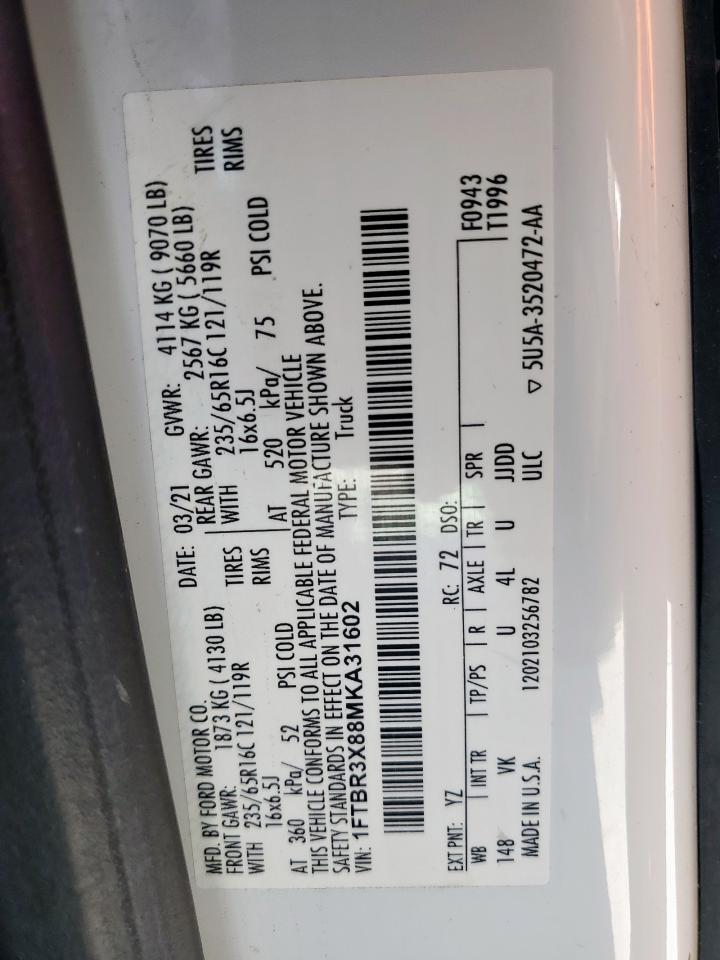 MFD. BY FORD MOTOR CO. DATE: 03/21 GVWR: 4114 KG ( 9070 LB)
FRONT GAWR: 1873 KG ( 4130 LB) REAR GAWR: 2567 KG ( 5660 LB)
WITH 235/65R16C 121/119R TIRES WITH 235/65R16C 121/119R TIRES
16x6.5J RIMS 16x6.5J RIMS
AT 360 kPa/ 52 PSI COLD AT 520 kPa/ 75 PSI COLD
THIS VEHICLE CONFORMS TO ALL APPLICABLE FEDERAL MOTOR VEHICLE
SAFETY STANDARDS IN EFFECT ON THE DATE OF MANUFACTURE SHOWN ABOVE.
VIN: 1FTBR3X88MKA31602 TYPE: Truck
EXT PNT: YZ RC: 72 DSO: F0943
WB INT TR TP/PS R AXLE TR SPR T1996
148 VK U 4L U JJDD
MADE IN U.S.A. 1202103256782 ULC ▽ 5U5A-3520472-AA